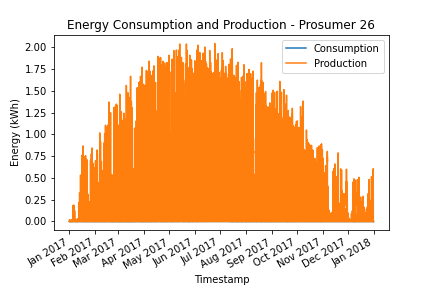 Energy Consumption and Production - Prosumer 26
Consumption
Production
Energy (kWh)
2.00
1.75
1.50
1.25
1.00
0.75
0.50
0.25
0.00
Jan 2017
Feb 2017
Mar 2017
Apr 2017
May 2017
Jun 2017
Jul 2017
Aug 2017
Sep 2017
Oct 2017
Nov 2017
Dec 2017
Jan 2018
Timestamp